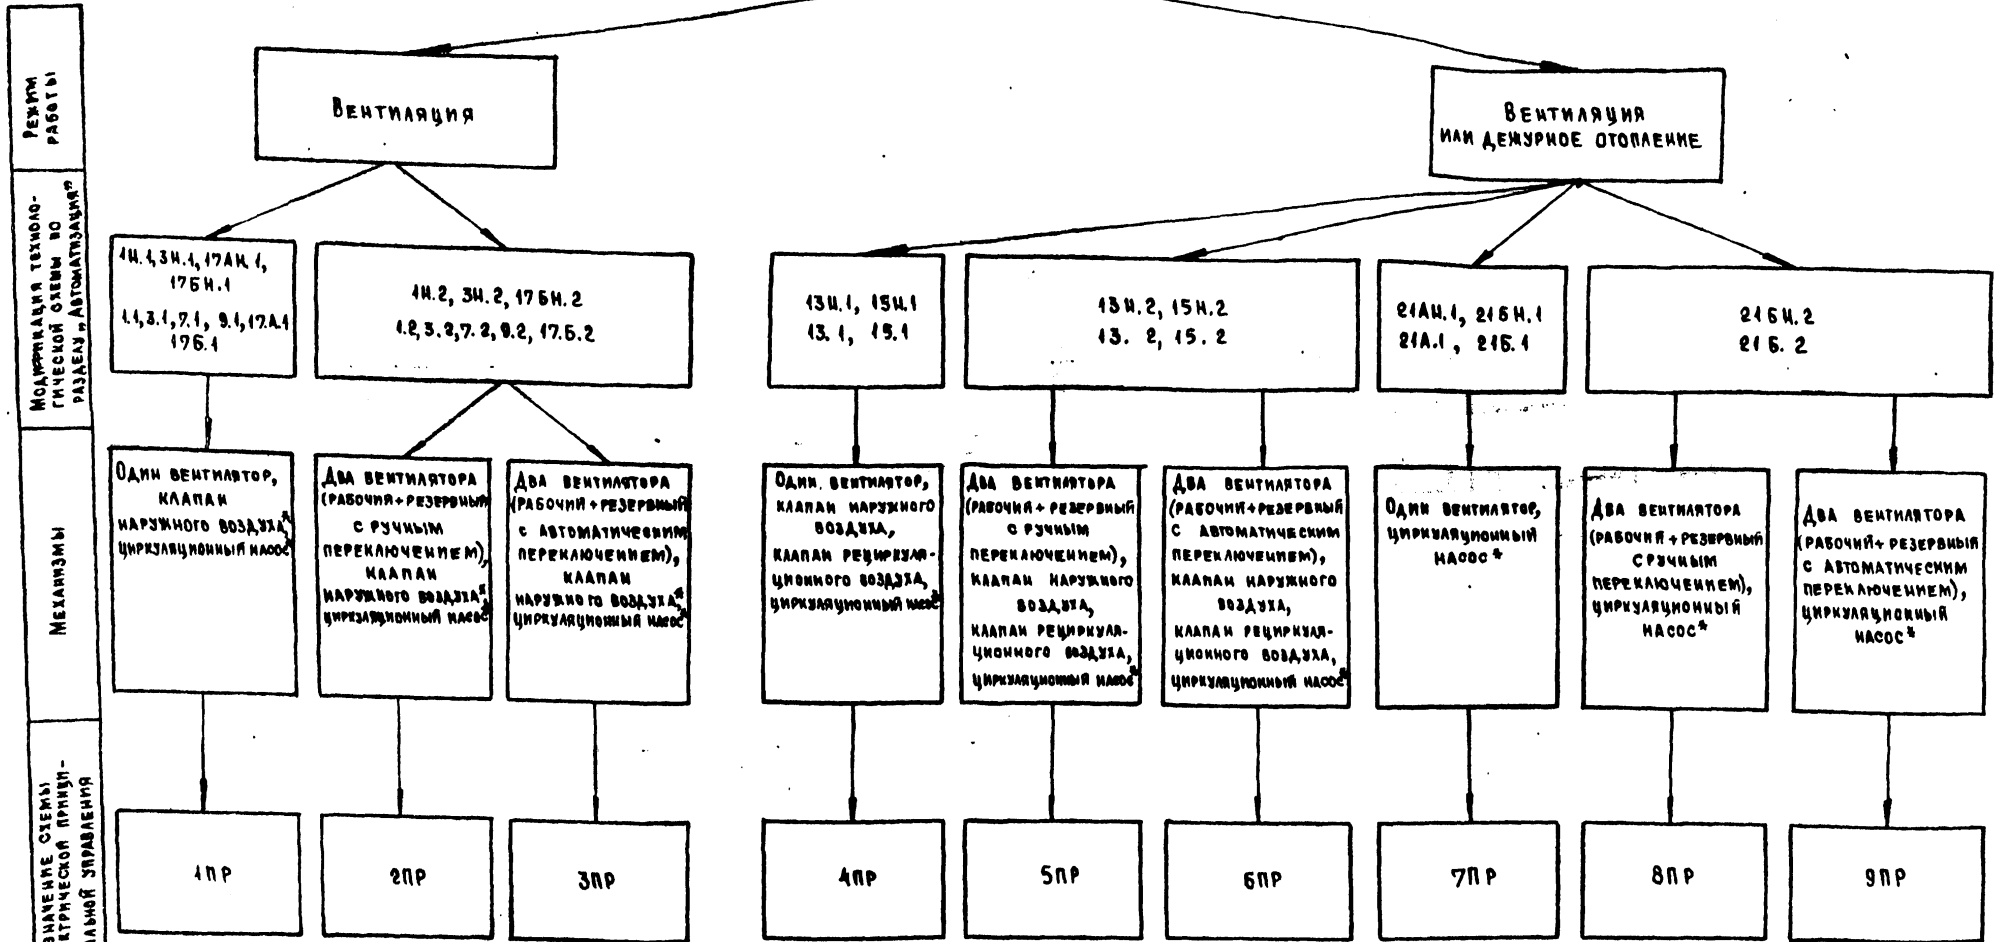 Режим
работы
Вентиляция
Вентиляция
или дежурное отопление
Модификация техноло-
гической схемы по
разделу „Автоматизация”
1Н.1, 3Н.1, 17АН.1,
17БН.1
1.1, 3.1, 7.1, 9.1, 17.А.1
17Б.1
1Н.2, 3Н.2, 17БН.2
1.2, 3.2, 7.2, 9.2, 17.Б.2
13Н.1, 15Н.1
13.1, 15.1
13Н.2, 15Н.2
13.2, 15.2
21АН.1, 21БН.1
21А.1, 21Б.1
21БН.2
21Б.2
Механизмы
Один вентилятор,
клапан
наружного воздуха,*
циркуляционный насос*
Два вентилятора
(рабочий+резервный
с ручным
переключением),
клапан
наружного воздуха,*
циркуляционный насос*
Два вентилятора
(рабочий+резервный
с автоматическим
переключением),
клапан
наружного воздуха,*
циркуляционный насос*
Один вентилятор,
клапан наружного
воздуха,
клапан рециркуля-
ционного воздуха,
циркуляционный насос*
Два вентилятора
(рабочий+резервный
с ручным
переключением),
клапан наружного
воздуха,
клапан рециркуля-
ционного воздуха,
циркуляционный насос*
Два вентилятора
(рабочий+резервный
с автоматическим
переключением),
клапан наружного
воздуха,
клапан рециркуля-
ционного воздуха,
циркуляционный насос*
Один вентилятор,
циркуляционный
насос*
Два вентилятора
(рабочий+резервный
с ручным
переключением),
циркуляционный
насос*
Два вентилятора
(рабочий+резервный
с автоматическим
переключением),
циркуляционный
насос*
значение схемы
ктрической принци-
альной управления
1ПР
2ПР
3ПР
4ПР
5ПР
6ПР
7ПР
8ПР
9ПР